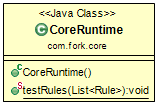 <<Java Class>>
CoreRuntime
com.fork.core
CoreRuntime()
testRules(List<Rule>):void